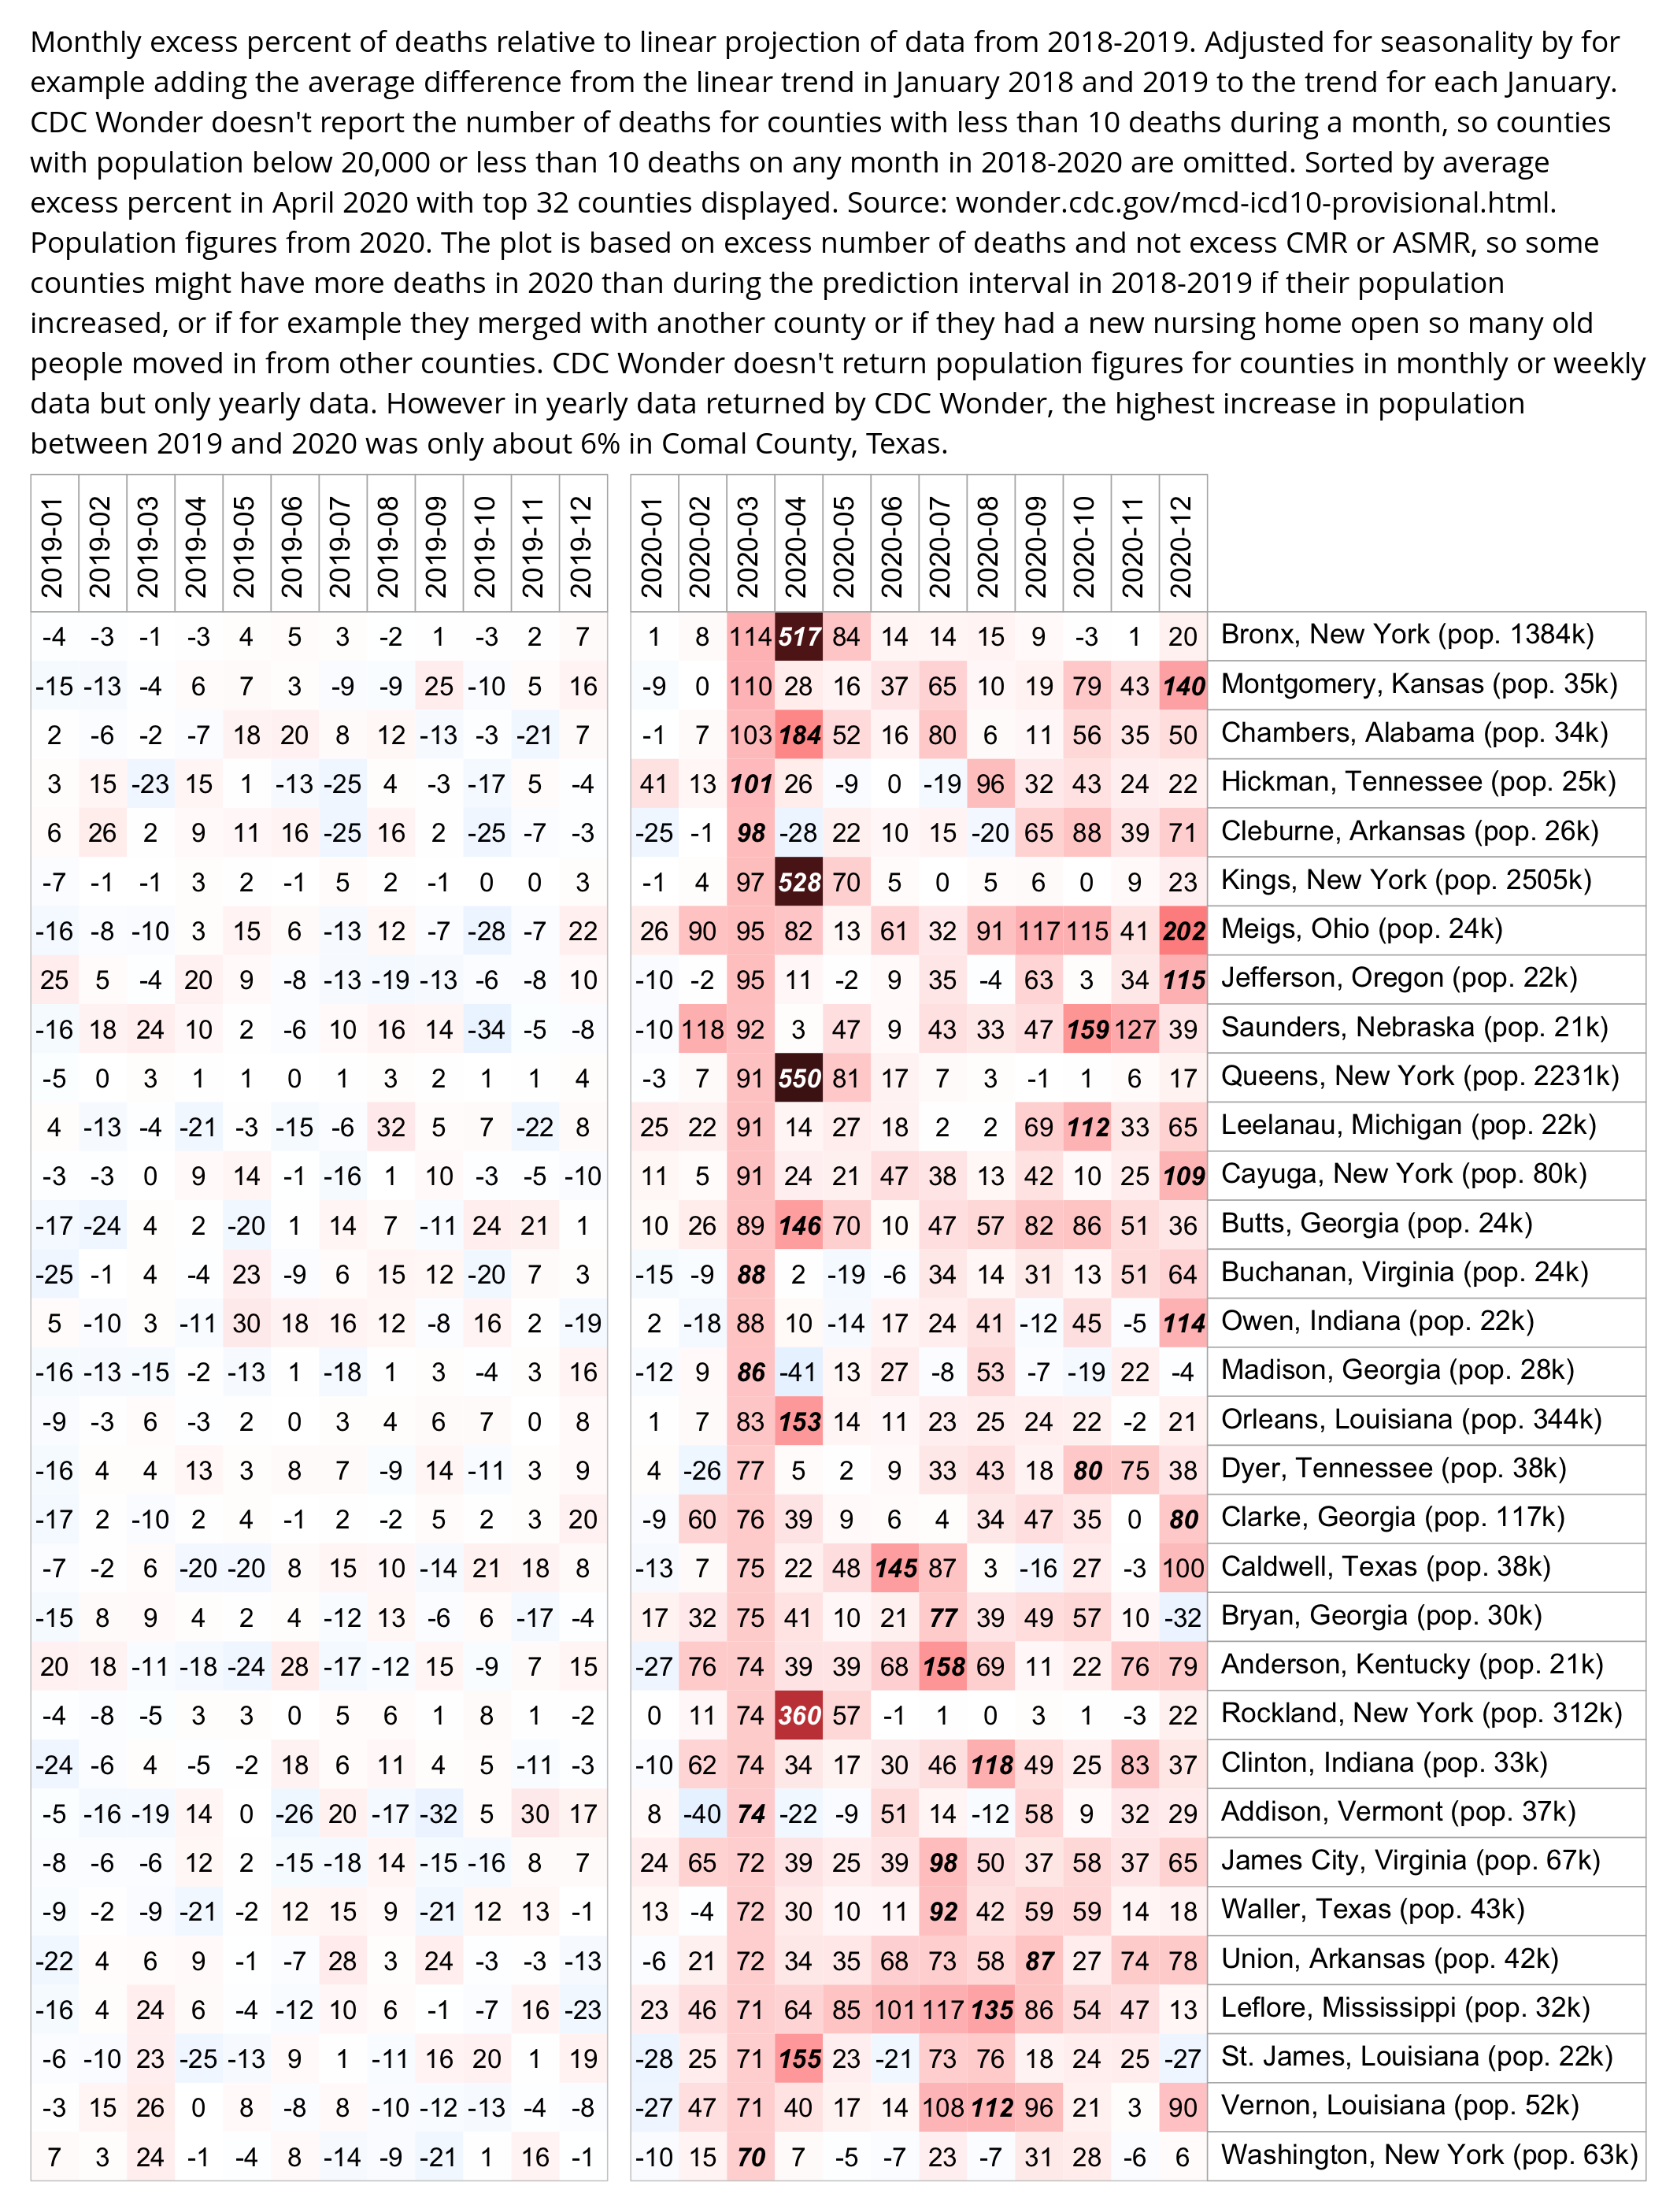 Monthly excess percent of deaths relative to linear projection of data from 2018-2019. Adjusted for seasonality by for
example adding the average difference from the linear trend in January 2018 and 2019 to the trend for each January.
CDC Wonder doesn't report the number of deaths for counties with less than 10 deaths during a month, so counties
with population below 20,000 or less than 10 deaths on any month in 2018-2020 are omitted. Sorted by average
excess percent in April 2020 with top 32 counties displayed. Source: wonder.cdc.gov/mcd-icd10-provisional.html.
Population figures from 2020. The plot is based on excess number of deaths and not excess CMR or ASMR, so some
counties might have more deaths in 2020 than during the prediction interval in 2018-2019 if their population
increased, or if for example they merged with another county or if they had a new nursing home open so many old
people moved in from other counties. CDC Wonder doesn't return population figures for counties in monthly or weekly
data but only yearly data. However in yearly data returned by CDC Wonder, the highest increase in population
between 2019 and 2020 was only about 6% in Comal County, Texas.
2019-01 2019-02 2019-03 2019-04 2019-05 2019-06 2019-07 2019-08 2019-09 2019-10 2019-11 2019-12 2020-01 2020-02 2020-03 2020-04 2020-05 2020-06 2020-07 2020-08 2020-09 2020-10 2020-11 2020-12
-4 -3 -1 -3 4 5 3 -2 1 -3 2 7 1 8 114 517 84 14 14 15 9 -3 1 20 Bronx, New York (pop. 1384k)
-15 -13 -4 6 7 3 -9 -9 25 -10 5 16 -9 0 110 28 16 37 65 10 19 79 43 140 Montgomery, Kansas (pop. 35k)
2 -6 -2 -7 18 20 8 12 -13 -3 -21 7 -1 7 103 184 52 16 80 6 11 56 35 50 Chambers, Alabama (pop. 34k)
3 15 -23 15 1 -13 -25 4 -3 -17 5 -4 41 13 101 26 -9 0 -19 96 32 43 24 22 Hickman, Tennessee (pop. 25k)
6 26 2 9 11 16 -25 16 2 -25 -7 -3 -25 -1 98 -28 22 10 15 -20 65 88 39 71 Cleburne, Arkansas (pop. 26k)
-7 -1 -1 3 2 -1 5 2 -1 0 0 3 -1 4 97 528 70 5 0 5 6 0 9 23 Kings, New York (pop. 2505k)
-16 -8 -10 3 15 6 -13 12 -7 -28 -7 22 26 90 95 82 13 61 32 91 117 115 41 202 Meigs, Ohio (pop. 24k)
25 5 -4 20 9 -8 -13 -19 -13 -6 -8 10 -10 -2 95 11 -2 9 35 -4 63 3 34 115 Jefferson, Oregon (pop. 22k)
-16 18 24 10 2 -6 10 16 14 -34 -5 -8 -10 118 92 3 47 9 43 33 47 159 127 39 Saunders, Nebraska (pop. 21k)
-5 0 3 1 1 0 1 3 2 1 1 4 -3 7 91 550 81 17 7 3 -1 1 6 17 Queens, New York (pop. 2231k)
4 -13 -4 -21 -3 -15 -6 32 5 7 -22 8 25 22 91 14 27 18 2 2 69 112 33 65 Leelanau, Michigan (pop. 22k)
-3 -3 0 9 14 -1 -16 1 10 -3 -5 -10 11 5 91 24 21 47 38 13 42 10 25 109 Cayuga, New York (pop. 80k)
-17 -24 4 2 -20 1 14 7 -11 24 21 1 10 26 89 146 70 10 47 57 82 86 51 36 Butts, Georgia (pop. 24k)
-25 -1 4 -4 23 -9 6 15 12 -20 7 3 -15 -9 88 2 -19 -6 34 14 31 13 51 64 Buchanan, Virginia (pop. 24k)
5 -10 3 -11 30 18 16 12 -8 16 2 -19 2 -18 88 10 -14 17 24 41 -12 45 -5 114 Owen, Indiana (pop. 22k)
-16 -13 -15 -2 -13 1 -18 1 3 -4 3 16 -12 9 86 -41 13 27 -8 53 -7 -19 22 -4 Madison, Georgia (pop. 28k)
-9 -3 6 -3 2 0 3 4 6 7 0 8 1 7 83 153 14 11 23 25 24 22 -2 21 Orleans, Louisiana (pop. 344k)
-16 4 4 13 3 8 7 -9 14 -11 3 9 4 -26 77 5 2 9 33 43 18 80 75 38 Dyer, Tennessee (pop. 38k)
-17 2 -10 2 4 -1 2 -2 5 2 3 20 -9 60 76 39 9 6 4 34 47 35 0 80 Clarke, Georgia (pop. 117k)
-7 -2 6 -20 -20 8 15 10 -14 21 18 8 -13 7 75 22 48 145 87 3 -16 27 -3 100 Caldwell, Texas (pop. 38k)
-15 8 9 4 2 4 -12 13 -6 6 -17 -4 17 32 75 41 10 21 77 39 49 57 10 -32 Bryan, Georgia (pop. 30k)
20 18 -11 -18 -24 28 -17 -12 15 -9 7 15 -27 76 74 39 39 68 158 69 11 22 76 79 Anderson, Kentucky (pop. 21k)
-4 -8 -5 3 3 0 5 6 1 8 1 -2 0 11 74 360 57 -1 1 0 3 1 -3 22 Rockland, New York (pop. 312k)
-24 -6 4 -5 -2 18 6 11 4 5 -11 -3 -10 62 74 34 17 30 46 118 49 25 83 37 Clinton, Indiana (pop. 33k)
-5 -16 -19 14 0 -26 20 -17 -32 5 30 17 8 -40 74 -22 -9 51 14 -12 58 9 32 29 Addison, Vermont (pop. 37k)
-8 -6 -6 12 2 -15 -18 14 -15 -16 8 7 24 65 72 39 25 39 98 50 37 58 37 65 James City, Virginia (pop. 67k)
-9 -2 -9 -21 -2 12 15 9 -21 12 13 -1 13 -4 72 30 10 11 92 42 59 59 14 18 Waller, Texas (pop. 43k)
-22 4 6 9 -1 -7 28 3 24 -3 -3 -13 -6 21 72 34 35 68 73 58 87 27 74 78 Union, Arkansas (pop. 42k)
-16 4 24 6 -4 -12 10 6 -1 -7 16 -23 23 46 71 64 85 101 117 135 86 54 47 13 Leflore, Mississippi (pop. 32k)
-6 -10 23 -25 -13 9 1 -11 16 20 1 19 -28 25 71 155 23 -21 73 76 18 24 25 -27 St. James, Louisiana (pop. 22k)
-3 15 26 0 8 -8 8 -10 -12 -13 -4 -8 -27 47 71 40 17 14 108 112 96 21 3 90 Vernon, Louisiana (pop. 52k)
7 3 24 -1 -4 8 -14 -9 -21 1 16 -1 -10 15 70 7 -5 -7 23 -7 31 28 -6 6 Washington, New York (pop. 63k)